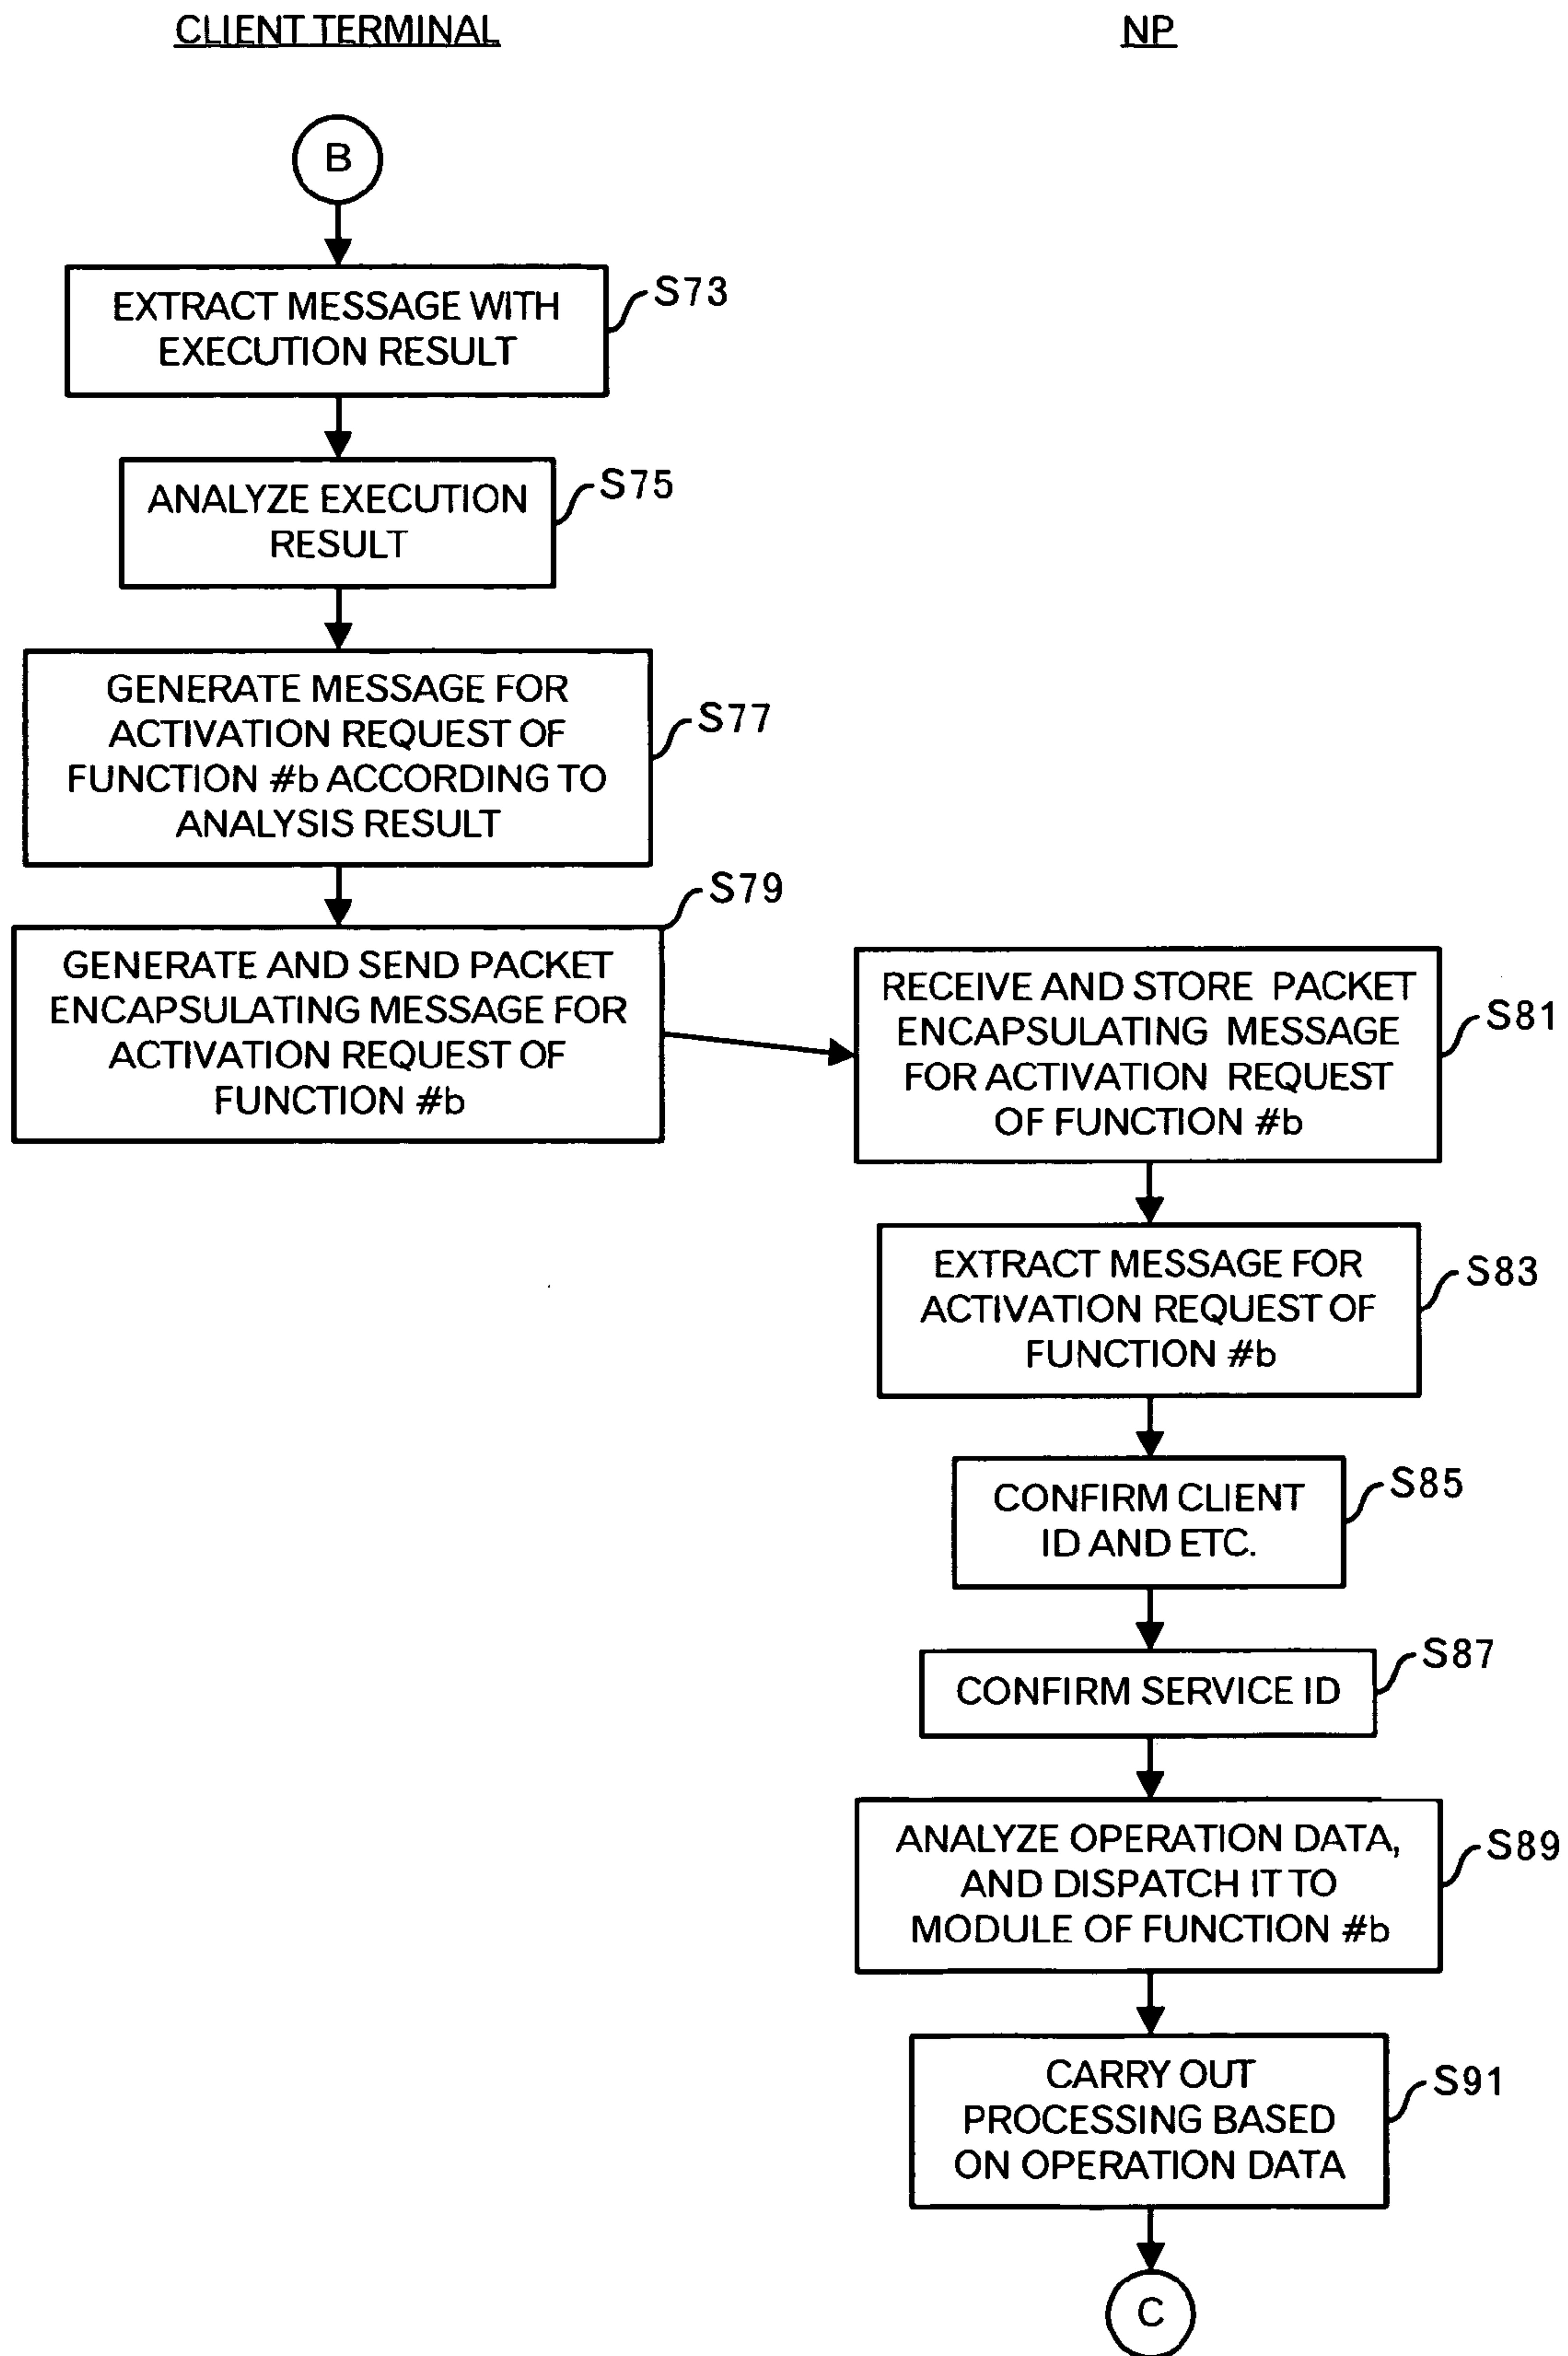 CLIENT TERMINAL
NP
B
EXTRACT MESSAGE WITH
EXECUTION RESULT
S73
ANALYZE EXECUTION
RESULT
S75
GENERATE MESSAGE FOR
ACTIVATION REQUEST OF
FUNCTION #b ACCORDING TO
ANALYSIS RESULT
S77
GENERATE AND SEND PACKET
ENCAPSULATING MESSAGE FOR
ACTIVATION REQUEST OF
FUNCTION #b
S79
RECEIVE AND STORE PACKET
ENCAPSULATING MESSAGE
FOR ACTIVATION REQUEST
OF FUNCTION #b
S81
EXTRACT MESSAGE FOR
ACTIVATION REQUEST OF
FUNCTION #b
S83
CONFIRM CLIENT
ID AND ETC.
S85
CONFIRM SERVICE ID
S87
ANALYZE OPERATION DATA,
AND DISPATCH IT TO
MODULE OF FUNCTION #b
S89
CARRY OUT
PROCESSING BASED
ON OPERATION DATA
S91
C